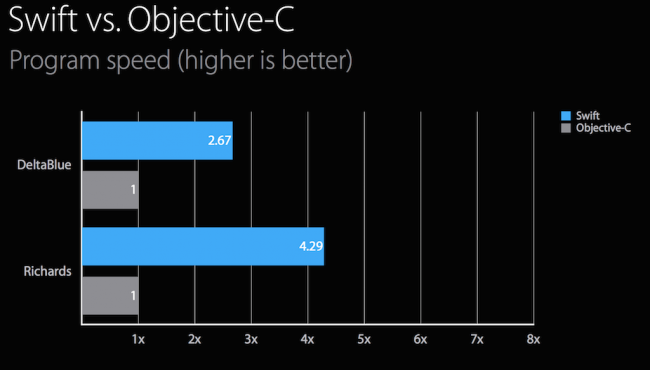 Swift vs. Objective-C
Program speed (higher is better)
Swift
Objective-C
DeltaBlue
2.67
1
Richards
4.29
1
1x 2x 3x 4x 5x 6x 7x 8x